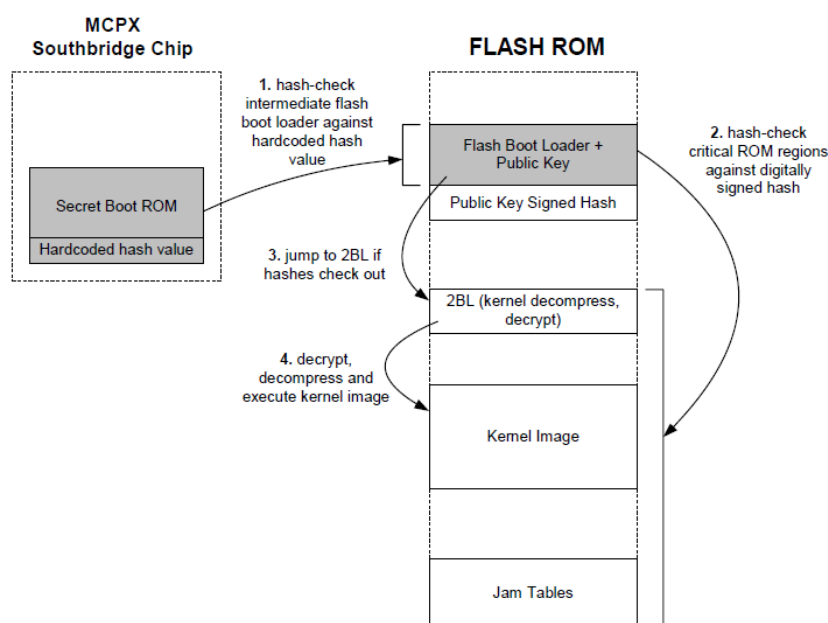 MCPX
Southbridge Chip
FLASH ROM
1. hash-check
intermediate flash
boot loader against
hardcoded hash
value
2. hash-check
critical ROM regions
against digitally
signed hash
Flash Boot Loader +
Public Key
Public Key Signed Hash
Secret Boot ROM
Hardcoded hash value
3. jump to 2BL if
hashes check out
2BL (kernel decompress,
decrypt)
4. decrypt,
decompress and
execute kernel image
Kernel Image
Jam Tables